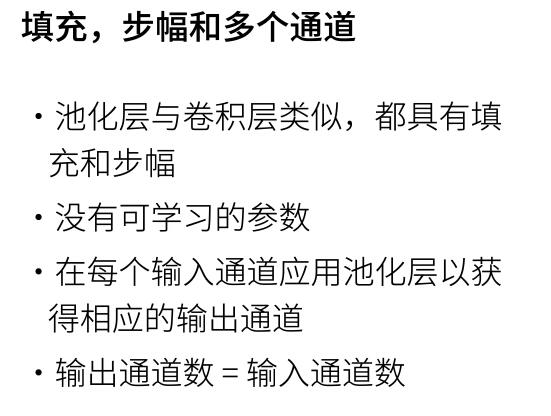 填充，步幅和多个通道
• 池化层与卷积层类似，都具有填
充和步幅
• 没有可学习的参数
• 在每个输入通道应用池化层以获
得相应的输出通道
• 输出通道数 = 输入通道数